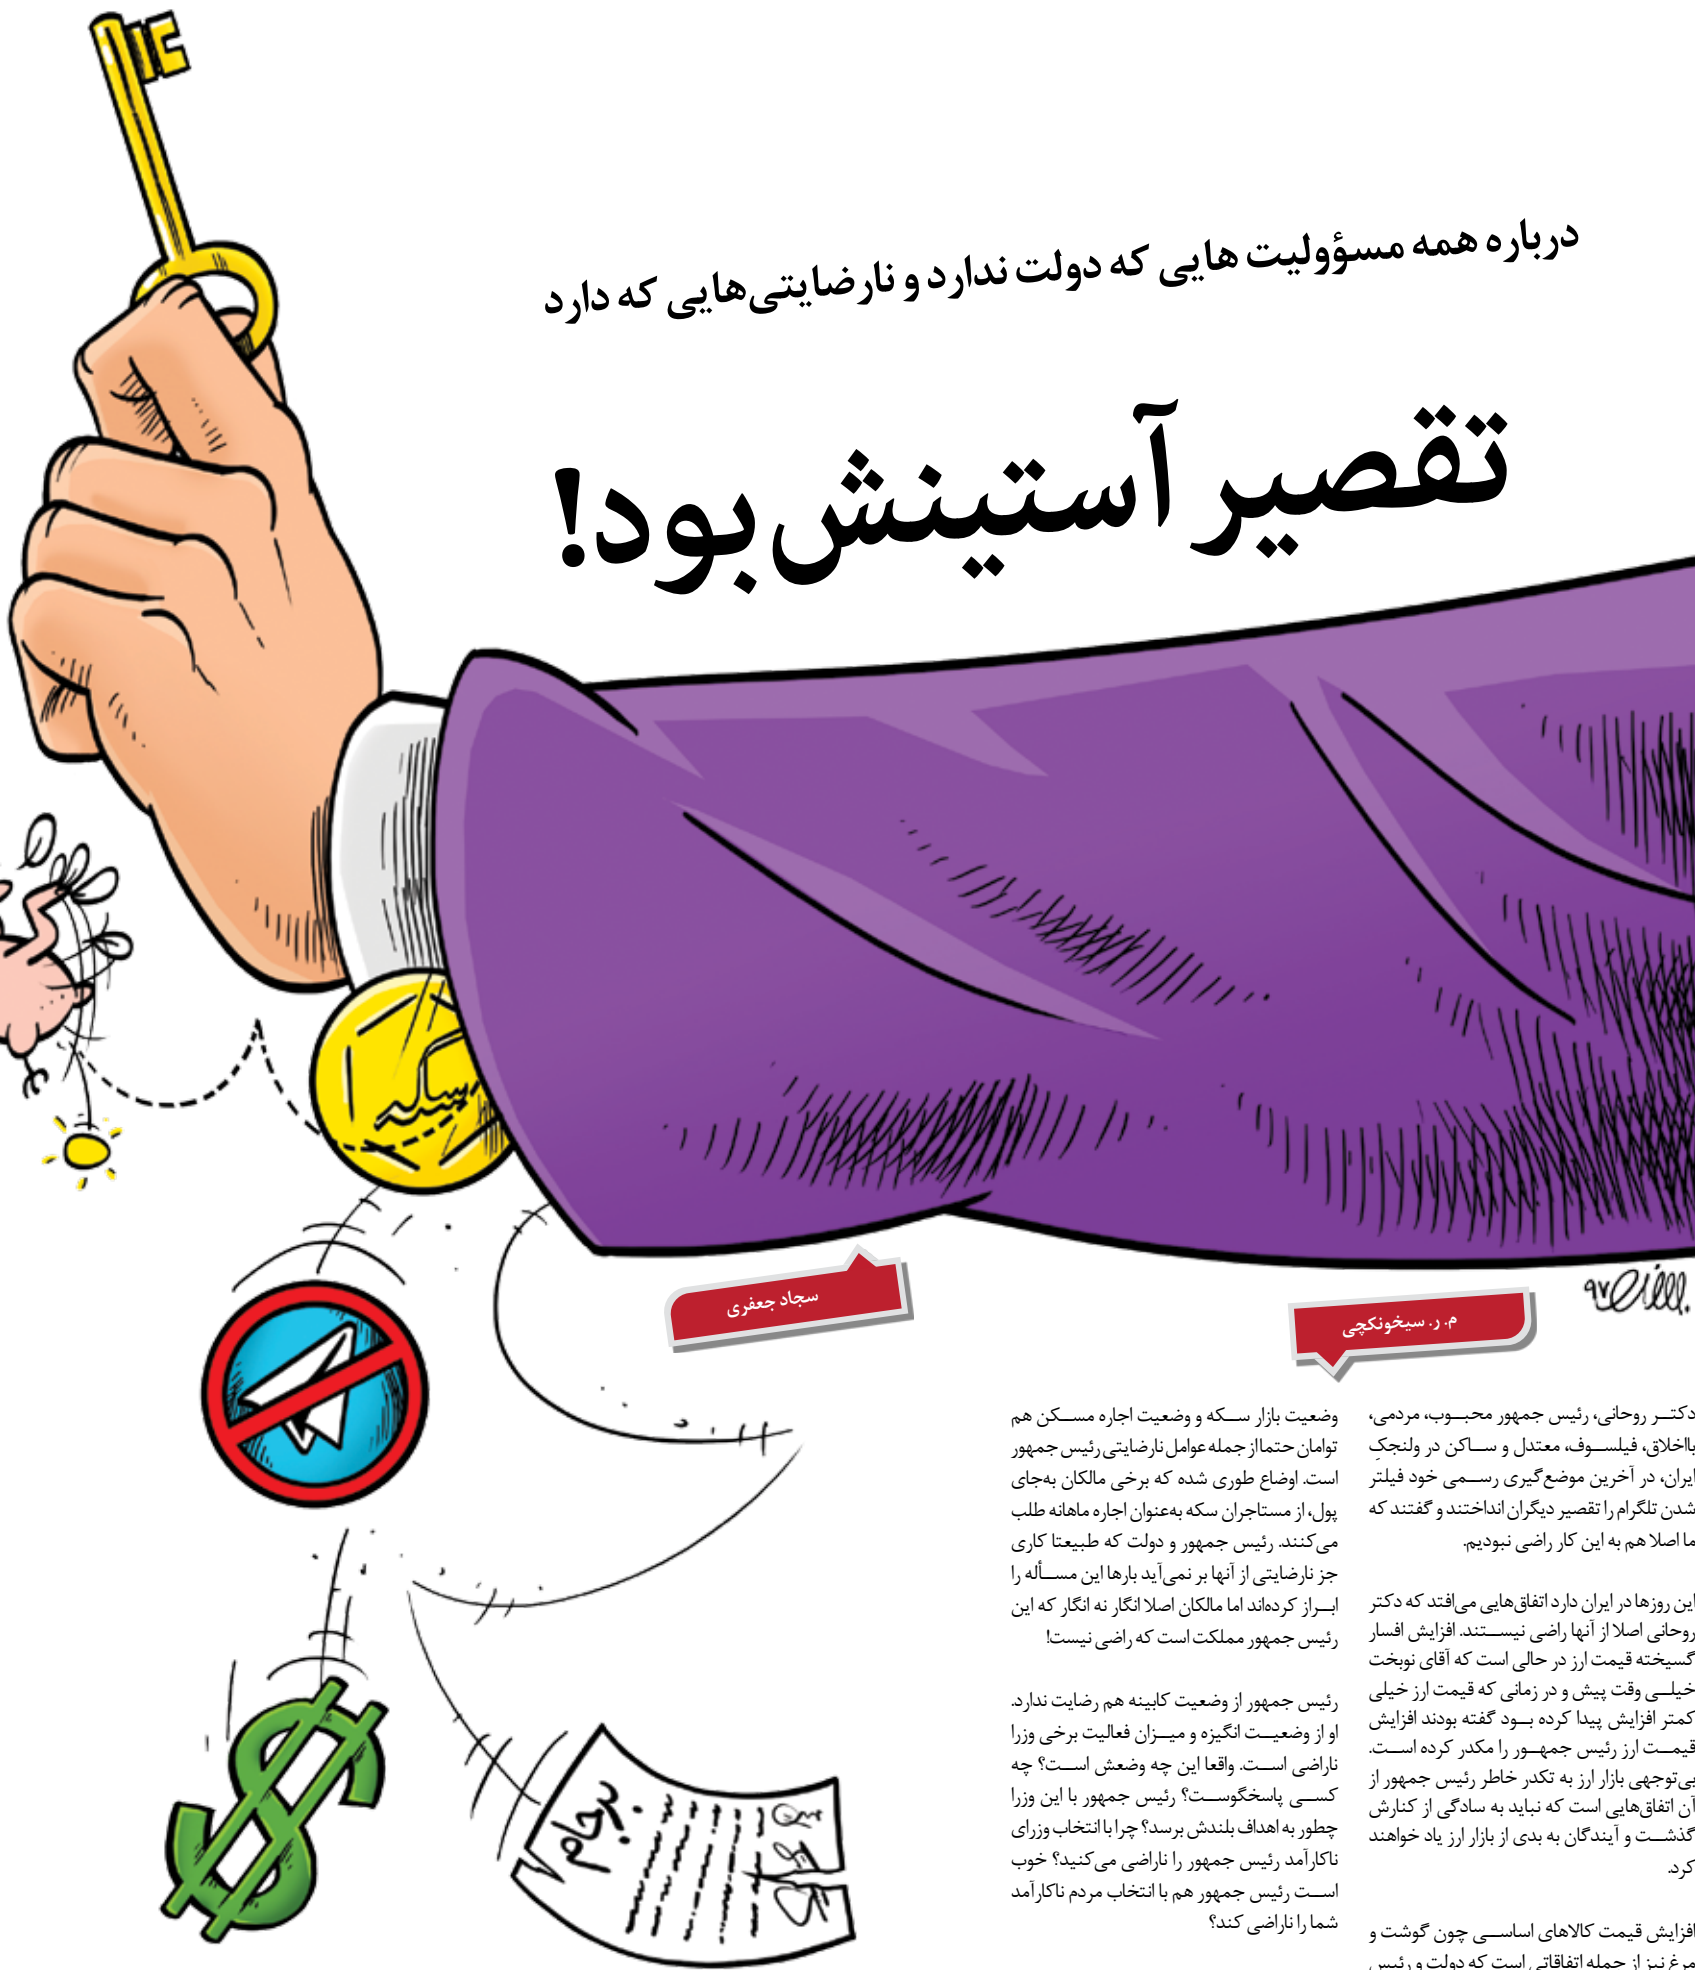 درباره همه مسؤولیت هایی که دولت ندارد و نارضایتی‌هایی که دارد
تقصیر آستینش بود!
سکه
برجام
۹۷
م. ر. سیخونکچی
دکتر روحانی، رئیس جمهور محبوب، مردمی،
بااخلاق، فیلسوف، معتدل و ساکن در ولنجکِ
ایران، در آخرین موضع‌گیری رسمی خود فیلتر
شدن تلگرام را تقصیر دیگران انداختند و گفتند که
ما اصلا هم به این کار راضی نبودیم.
این روزها در ایران دارد اتفاق‌هایی می‌افتد که دکتر
روحانی اصلا از آنها راضی نیستند. افزایش افسار
گسیخته قیمت ارز در حالی است که آقای نوبخت
خیلی وقت پیش و در زمانی که قیمت ارز خیلی
کمتر افزایش پیدا کرده بود گفته بودند افزایش
قیمت ارز رئیس جمهور را مکدر کرده است.
بی‌توجهی بازار ارز به تکدر خاطر رئیس جمهور از
آن اتفاق‌هایی است که نباید به سادگی از کنارش
گذشت و آیندگان به بدی از بازار ارز یاد خواهند
کرد.
افزایش قیمت کالاهای اساسی چون گوشت و
مرغ نیز از جمله اتفاقاتی است که دولت و رئیس
سجاد جعفری
وضعیت بازار سکه و وضعیت اجاره مسکن هم
توامان حتما از جمله عوامل نارضایتی رئیس جمهور
است. اوضاع طوری شده که برخی مالکان به‌جای
پول، از مستاجران سکه به‌عنوان اجاره ماهانه طلب
می‌کنند. رئیس جمهور و دولت که طبیعتا کاری
جز نارضایتی از آنها بر نمی‌آید بارها این مسأله را
ابراز کرده‌اند اما مالکان اصلا انگار نه انگار که این
رئیس جمهور مملکت است که راضی نیست!
رئیس جمهور از وضعیت کابینه هم رضایت ندارد.
او از وضعیت انگیزه و میزان فعالیت برخی وزرا
ناراضی است. واقعا این چه وضعش است؟ چه
کسی پاسخگوست؟ رئیس جمهور با این وزرا
چطور به اهداف بلندش برسد؟ چرا با انتخاب وزرای
ناکارآمد رئیس جمهور را ناراضی می‌کنید؟ خوب
است رئیس جمهور هم با انتخاب مردم ناکارآمد
شما را ناراضی کند؟